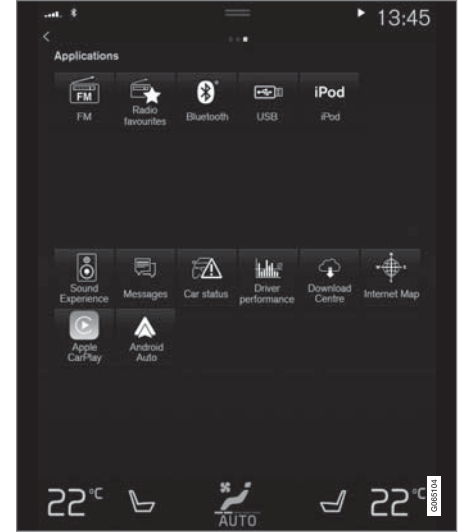 13:45
Applications
FM
FM
Radio
favourites
Bluetooth
USB
iPod
iPod
Sound
Experience
Messages
Car status
Driver
performance
Download
Centre
Internet Map
Apple
CarPlay
Android
Auto
22°C
AUTO
22°C
G065104